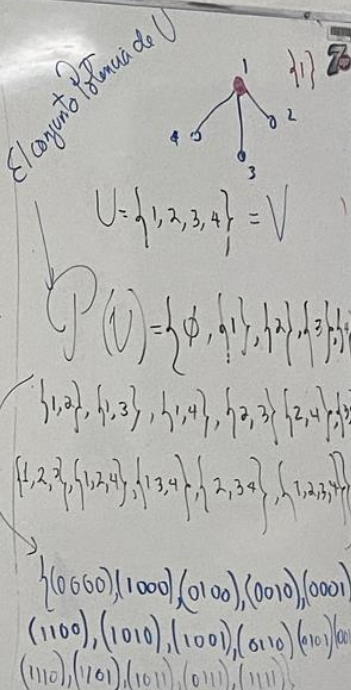 El conjunto Potencia de U
1 {1}
4 2
3
U = {1, 2, 3, 4} = V
P(U) = {ϕ, {1}, {2}, {3}, {4
{1,2}, {1,3}, {1,4}, {2,3} {2,4}, {3
{1,2,3}, {1,2,4}, {1 3,4}, {2,3 4}, {1,2,3,4}}
{(0000), (1000), (0100), (0010), (0001)
(1100), (1010), (1001), (0110) (0101) (00
(1110), (1101), (1011), (0111), (1111)}